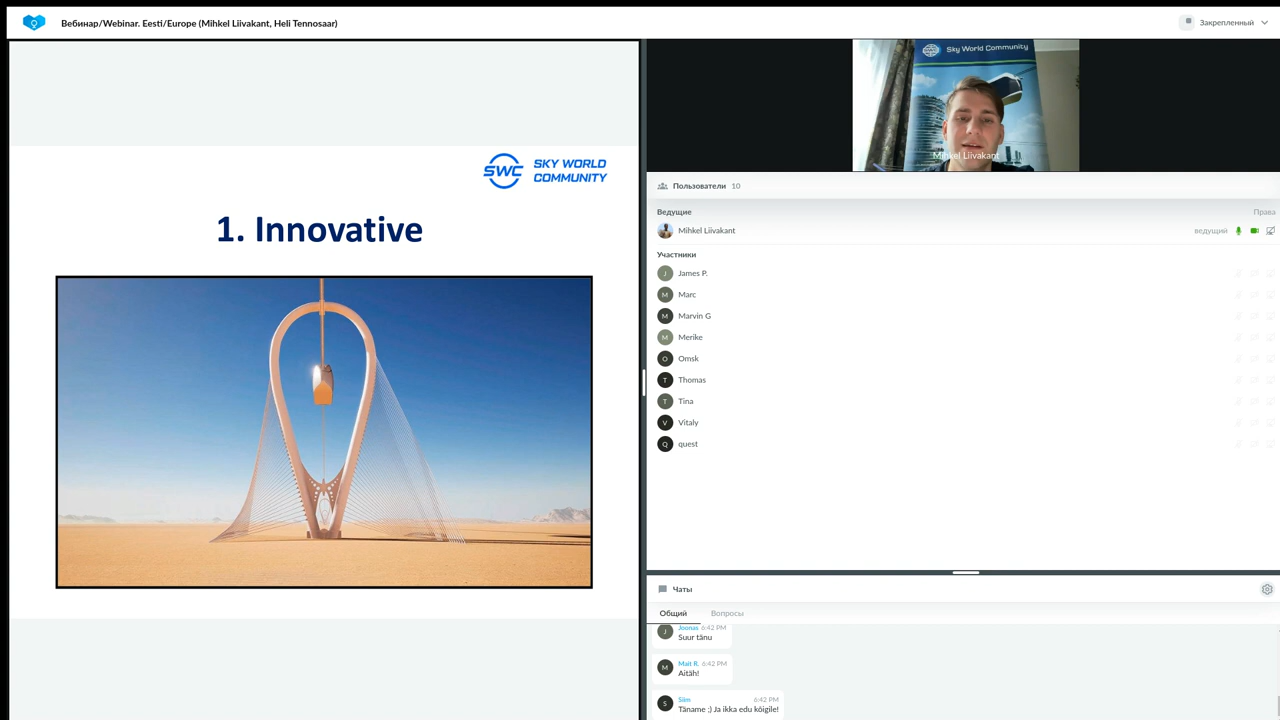 Вебинар/Webinar. Eesti/Europe (Mihkel Liivakant, Heli Tennosaar)
Закрепленный
SWC SKY WORLD COMMUNITY
1. Innovative
Sky World Community
Mihkel Liivakant
Пользователи 10
Ведущие Права
Mihkel Liivakant ведущий
Участники
J James P.
M Marc
M Marvin G
M Merike
O Omsk
T Thomas
T Tina
V Vitaly
Q quest
Чаты
Общий Вопросы
J Joonas 6:42 PM
Suur tänu
M Mait R. 6:42 PM
Aitäh!
S Siim 6:42 PM
Täname ;) Ja ikka edu kõigile!